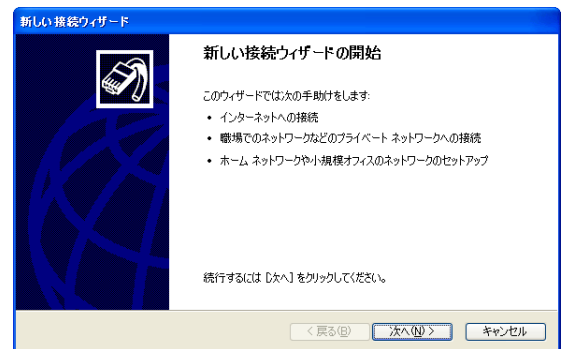 新しい接続ウィザード
新しい接続ウィザードの開始
このウィザードでは次の手助けをします:
• インターネットへの接続
• 職場でのネットワークなどのプライベート ネットワークへの接続
• ホーム ネットワークや小規模オフィスのネットワークのセットアップ
続行するには [次へ] をクリックしてください。
< 戻る(B)
次へ(N) >
キャンセル